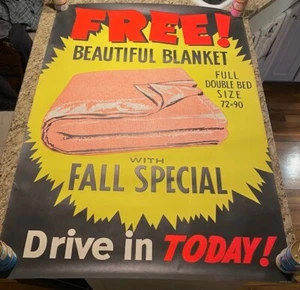 FREE!
BEAUTIFUL BLANKET
FULL
DOUBLE BED
SIZE
72·90
WITH
FALL SPECIAL
Drive in TODAY!